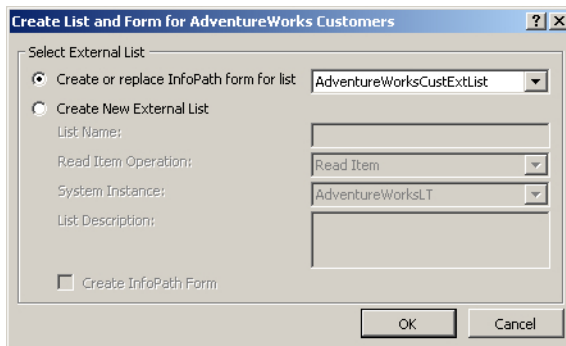 Create List and Form for AdventureWorks Customers
Select External List
Create or replace InfoPath form for list AdventureWorksCustExtList
Create New External List
List Name:
Read Item Operation: Read Item
System Instance: AdventureWorksLT
List Description:
Create InfoPath Form
OK Cancel